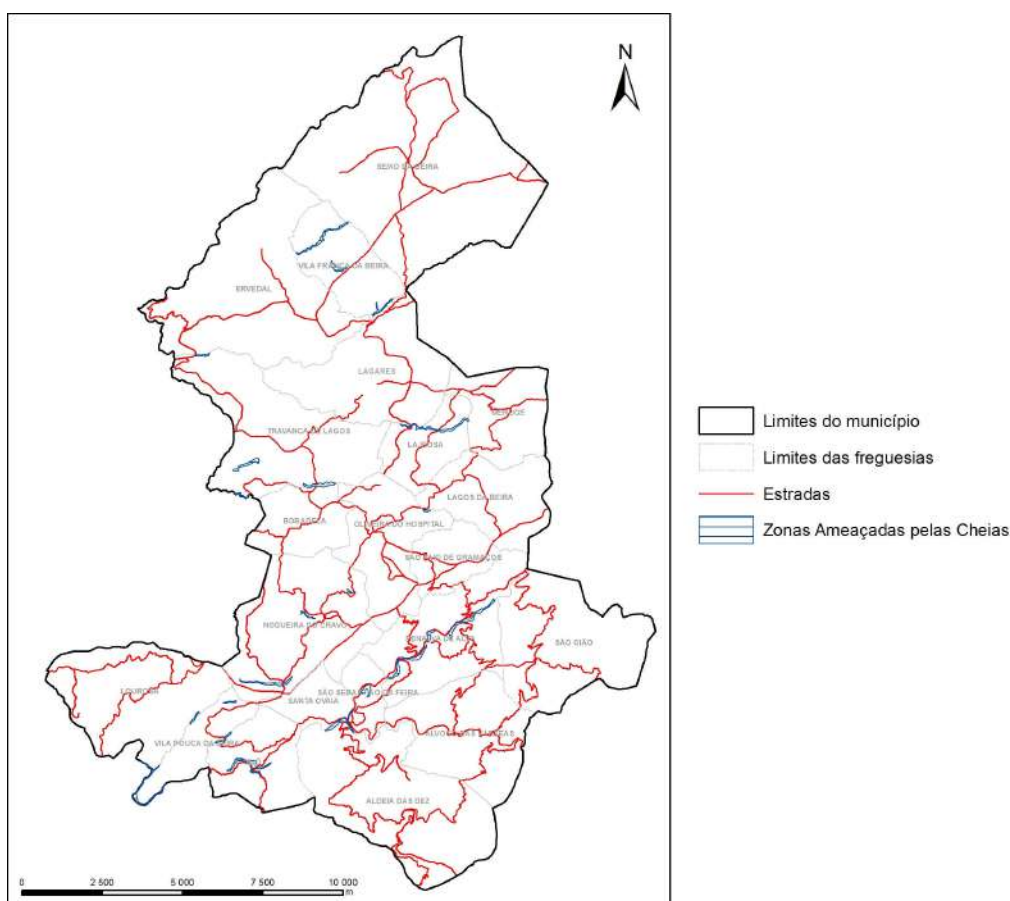 N
SEIXO DA BEIRA
VILA FRANCA DA BEIRA
ERVEDAL
LAGARES
TRAVANCA DE LAGOS
LAGOS DA BEIRA
BOBADELA
OLIVEIRA DO HOSPITAL
SÃO PAIO DE GRAMAÇOS
NOGUEIRA DO CRAVO
PENALVA DE ALVA
SÃO GIÃO
LOUROSA
SÃO SEBASTIÃO DA FEIRA
SANTA OVAIA
VILA POUCA DA BEIRA
ALDEIA DAS DEZ
Limites do município
Limites das freguesias
Estradas
Zonas Ameaçadas pelas Cheias
0 2 500 5 000 7 500 10 000
m